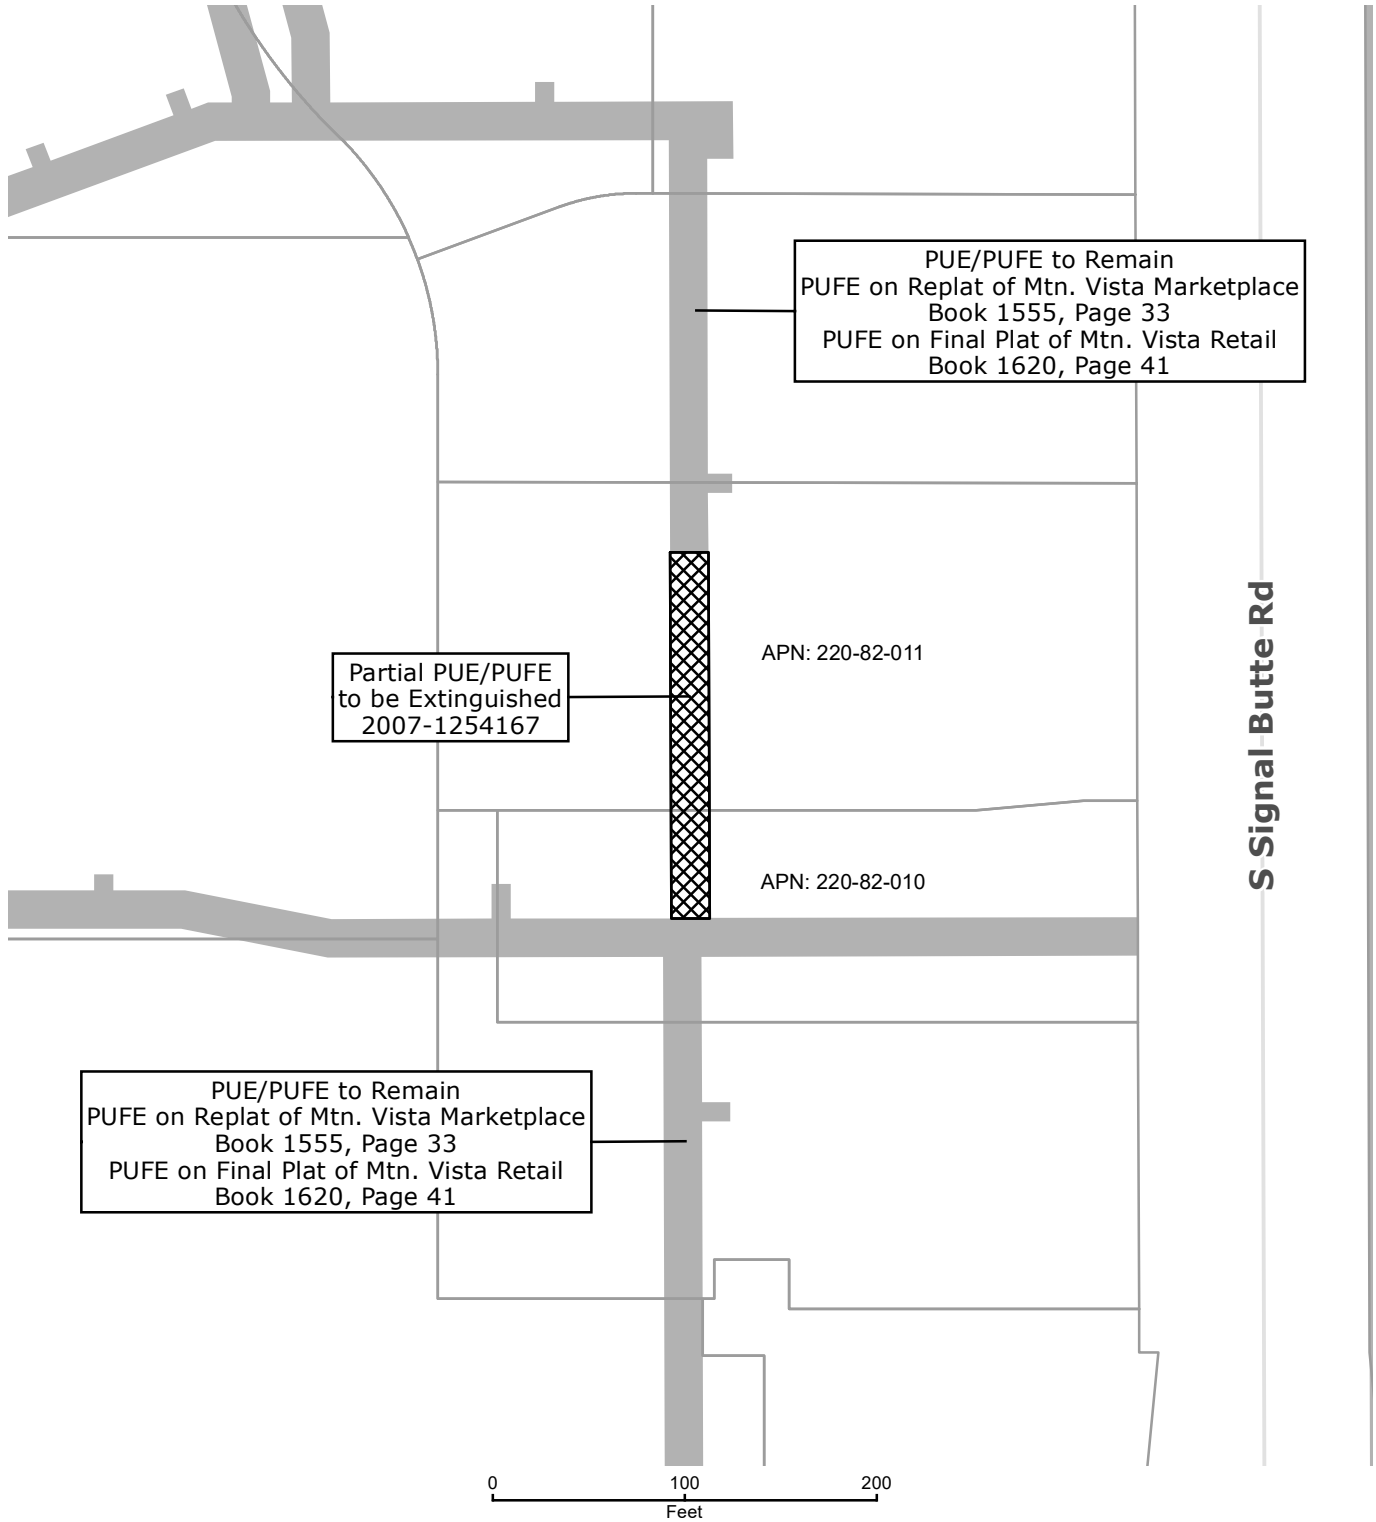 PUE/PUFE to Remain
PUFE on Replat of Mtn. Vista Marketplace
Book 1555, Page 33
PUFE on Final Plat of Mtn. Vista Retail
Book 1620, Page 41
S Signal Butte Rd
APN: 220-82-011
Partial PUE/PUFE
to be Extinguished
2007-1254167
APN: 220-82-010
PUE/PUFE to Remain
PUFE on Replat of Mtn. Vista Marketplace
Book 1555, Page 33
PUFE on Final Plat of Mtn. Vista Retail
Book 1620, Page 41
0 100 200
Feet